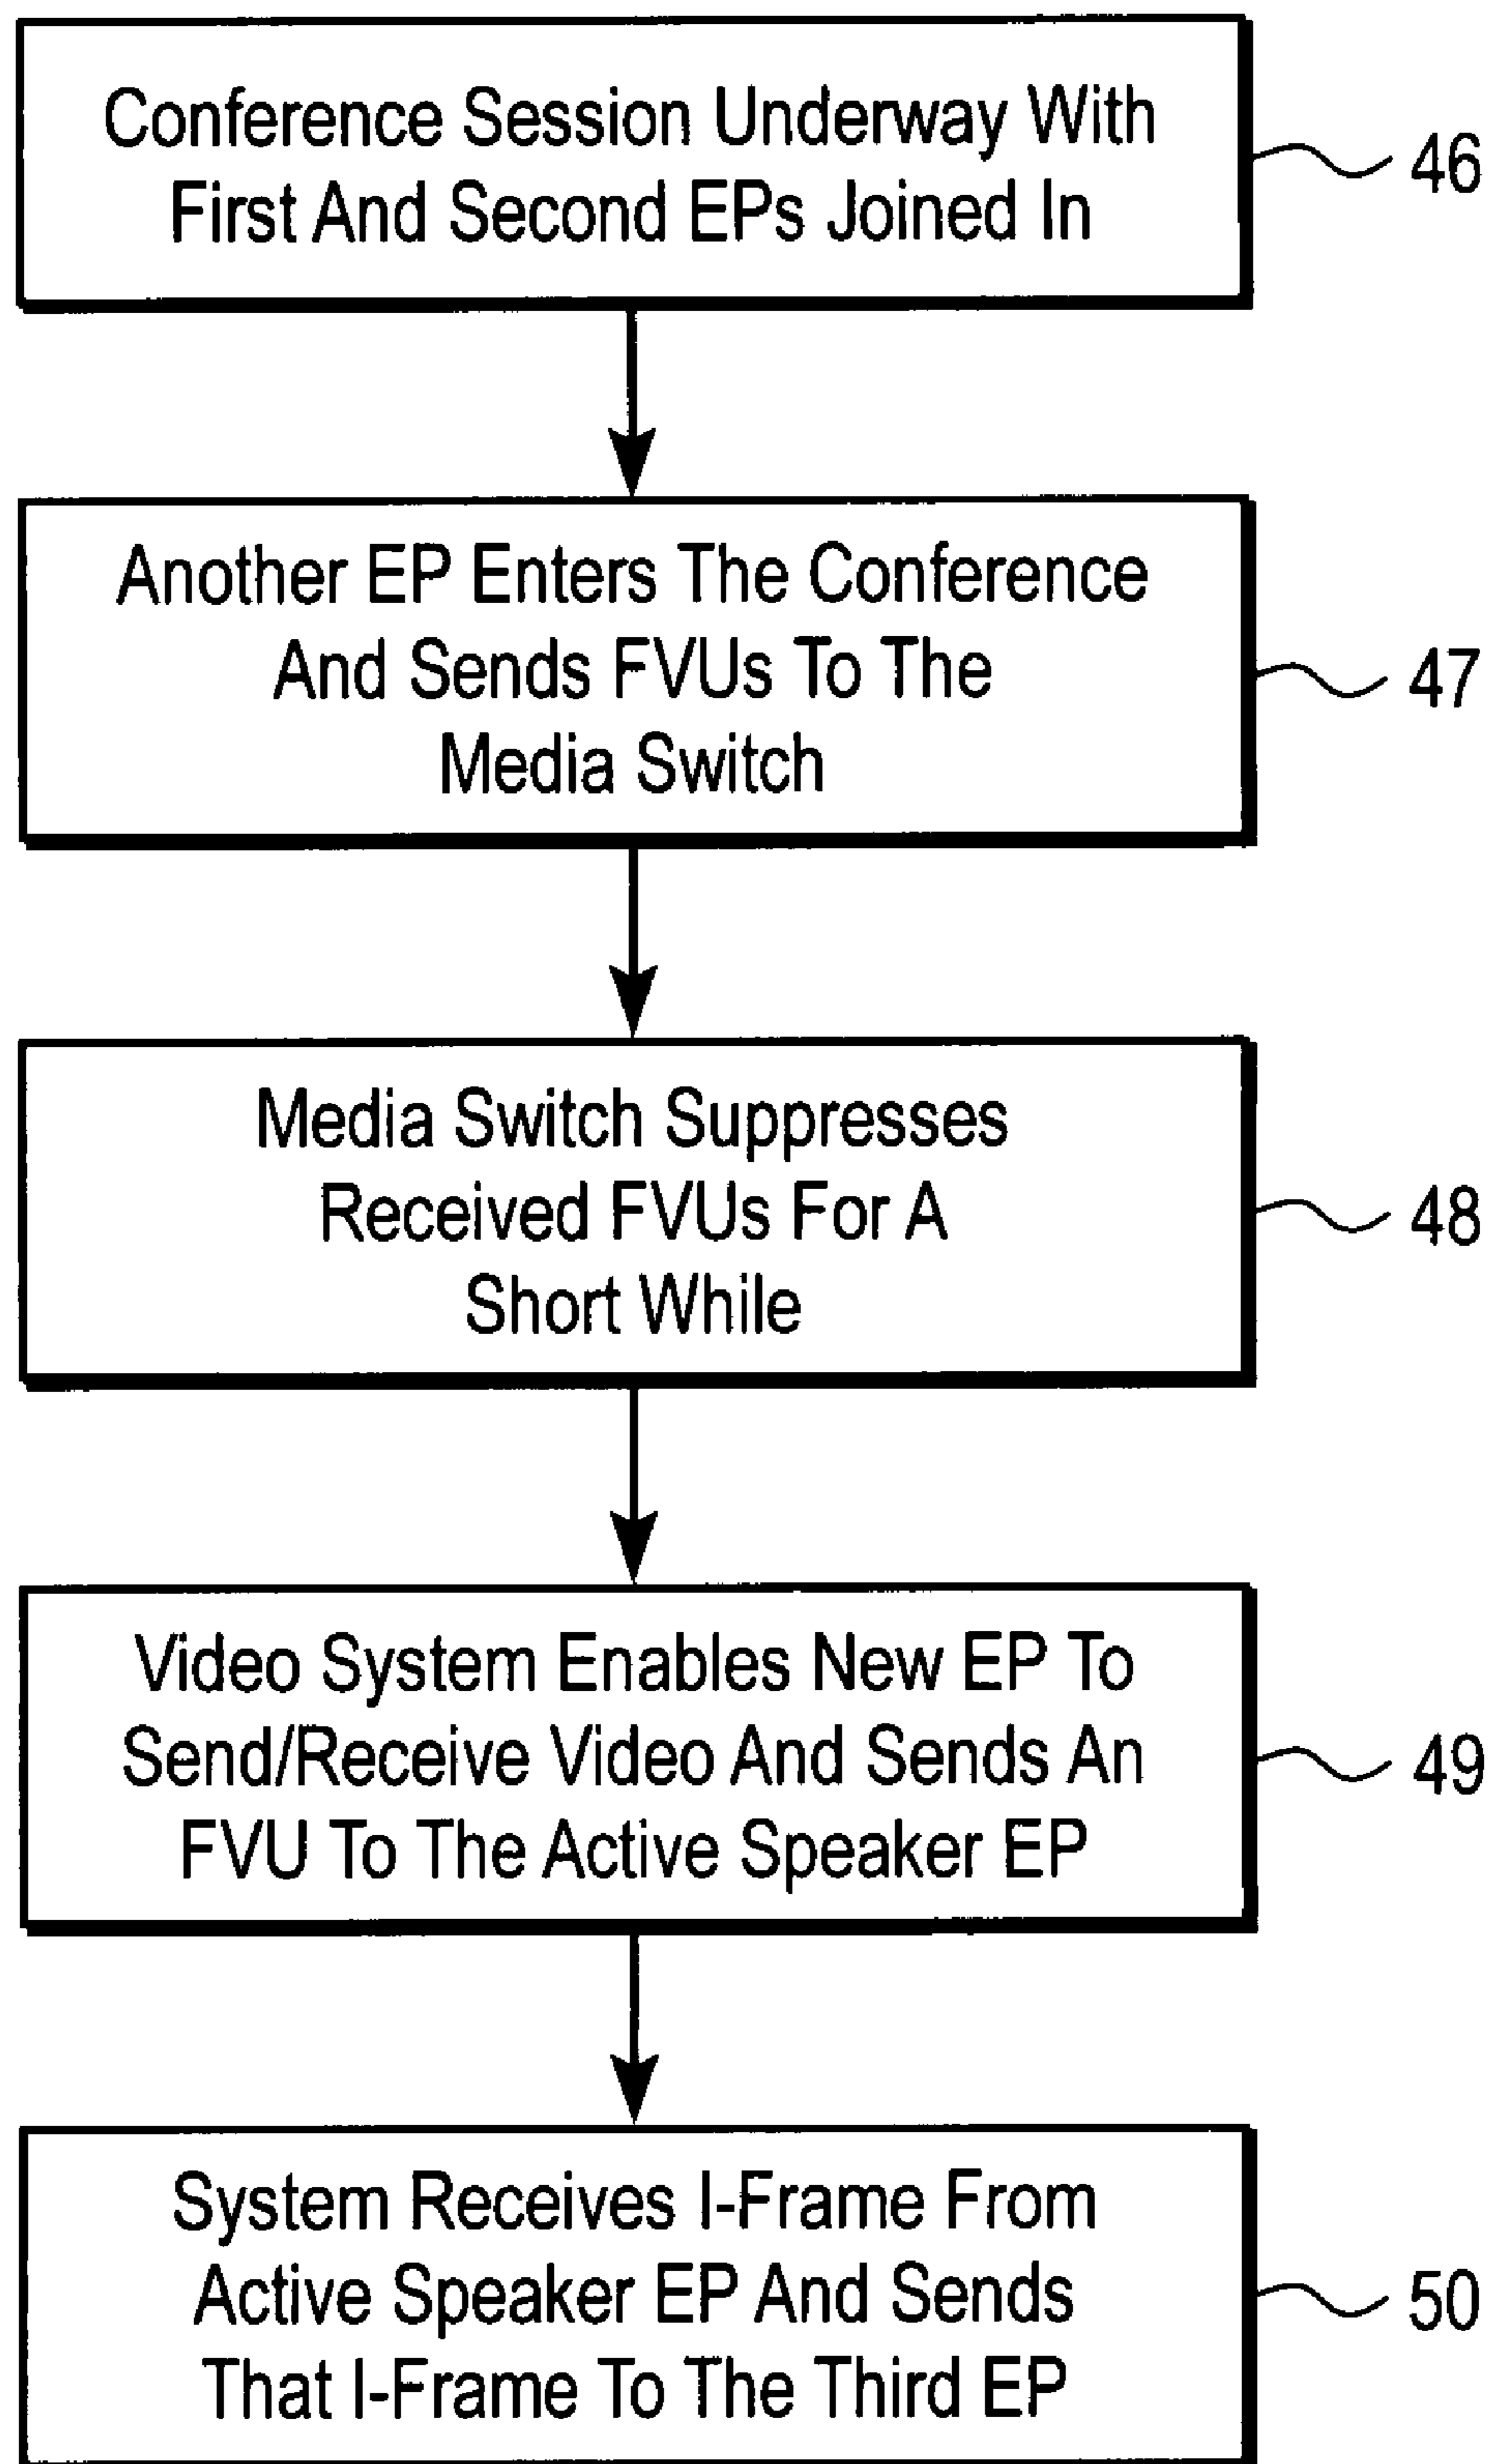 Conference Session Underway With
First And Second EPs Joined In
46
Another EP Enters The Conference
And Sends FVUs To The
Media Switch
47
Media Switch Suppresses
Received FVUs For A
Short While
48
Video System Enables New EP To
Send/Receive Video And Sends An
FVU To The Active Speaker EP
49
System Receives I-Frame From
Active Speaker EP And Sends
That I-Frame To The Third EP
50